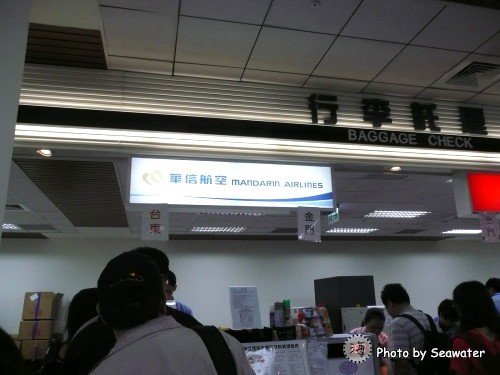 行李託運
BAGGAGE CHECK
華信航空 MANDARIN AIRLINES
台東
金門
Photo by Seawater